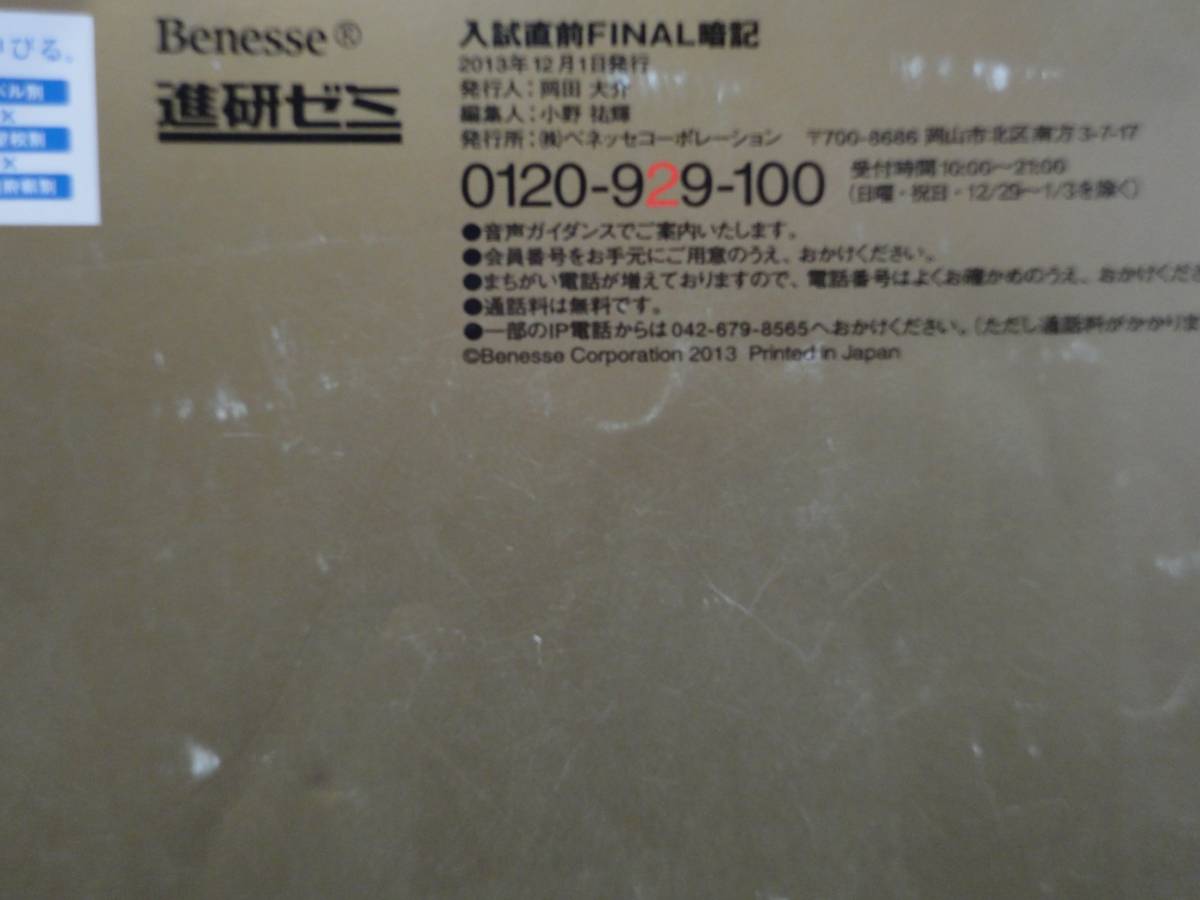 びる。
ベル別
×
×
Benesse®
進研ゼミ
入試直前FINAL暗記
2013年12月1日発行
発行人：岡田 大介
編集人：小野 祐輝
発行所：㈱ベネッセコーポレーション 〒700-8686 岡山市北区南方3-7-17
0120-929-100 受付時間10:00〜21:00
(日曜・祝日・12/29〜1/3を除く)
●音声ガイダンスでご案内いたします。
●会員番号をお手元にご用意のうえ、おかけください。
●まちがい電話が増えておりますので、電話番号はよくお確かめのうえ、おかけくださ
●通話料は無料です。
●一部のIP電話からは042-679-8565へおかけください。(ただし通話料がかかりま
©Benesse Corporation 2013 Printed in Japan